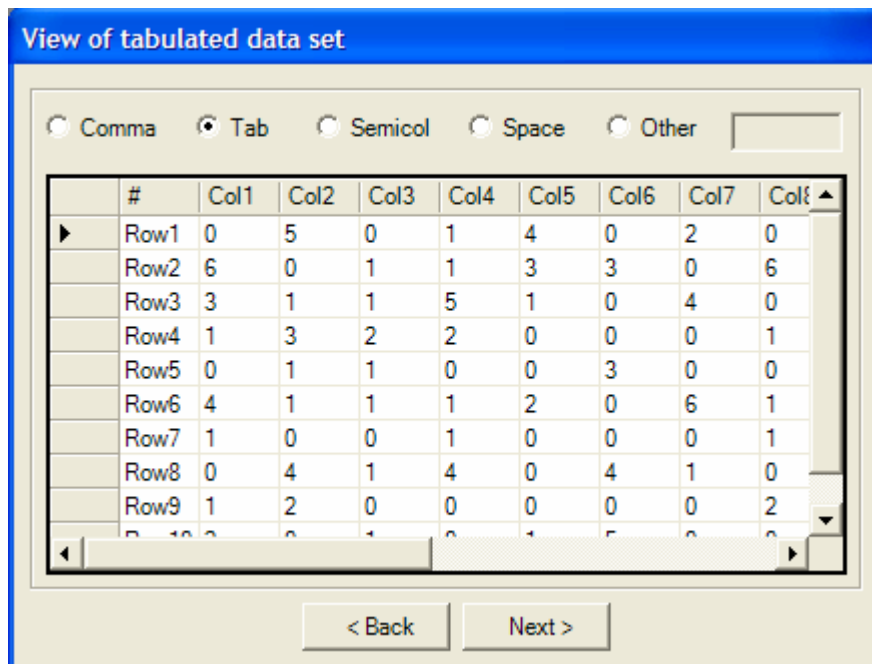 View of tabulated data set
Comma Tab Semicol Space Other
# Col1 Col2 Col3 Col4 Col5 Col6 Col7
Row1 0 5 0 1 4 0 2 0
Row2 6 0 1 1 3 3 0 6
Row3 3 1 1 5 1 0 4 0
Row4 1 3 2 2 0 0 0 1
Row5 0 1 1 0 0 3 0 0
Row6 4 1 1 1 2 0 6 1
Row7 1 0 0 1 0 0 0 1
Row8 0 4 1 4 0 4 1 0
Row9 1 2 0 0 0 0 0 2
< Back Next >